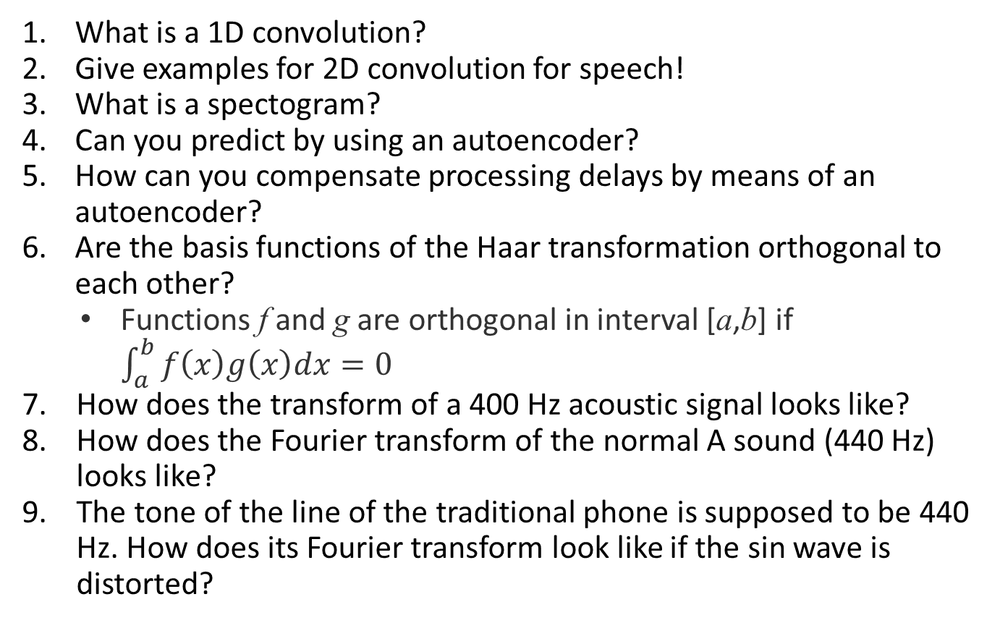 1. What is a 1D convolution?
2. Give examples for 2D convolution for speech!
3. What is a spectogram?
4. Can you predict by using an autoencoder?
5. How can you compensate processing delays by means of an
autoencoder?
6. Are the basis functions of the Haar transformation orthogonal to
each other?
• Functions f and g are orthogonal in interval [a,b] if
∫_a^b f(x)g(x)dx = 0
7. How does the transform of a 400 Hz acoustic signal looks like?
8. How does the Fourier transform of the normal A sound (440 Hz)
looks like?
9. The tone of the line of the traditional phone is supposed to be 440
Hz. How does its Fourier transform look like if the sin wave is
distorted?